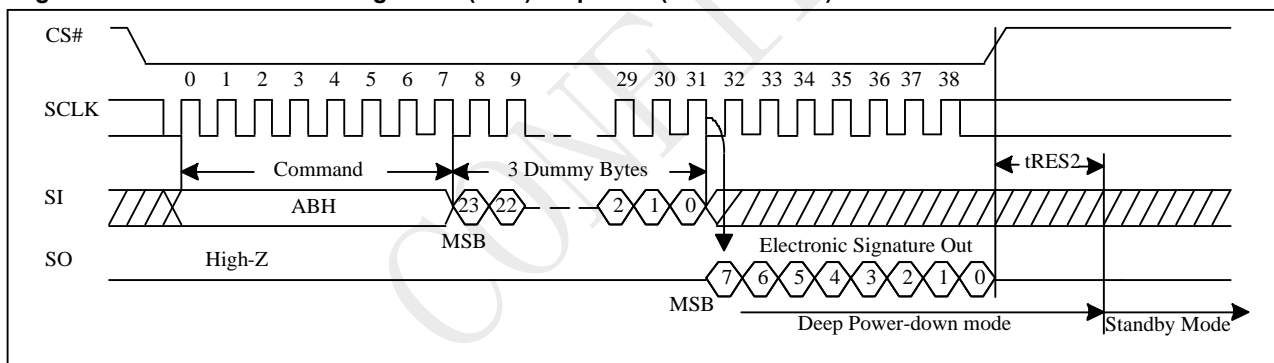 CS#
0 1 2 3 4 5 6 7 8 9 29 30 31 32 33 34 35 36 37 38
SCLK
Command
3 Dummy Bytes
tRES2
SI
ABH
23 22 2 1 0
MSB
Electronic Signature Out
SO
High-Z
7 6 5 4 3 2 1 0
MSB
Deep Power-down mode
Standby Mode